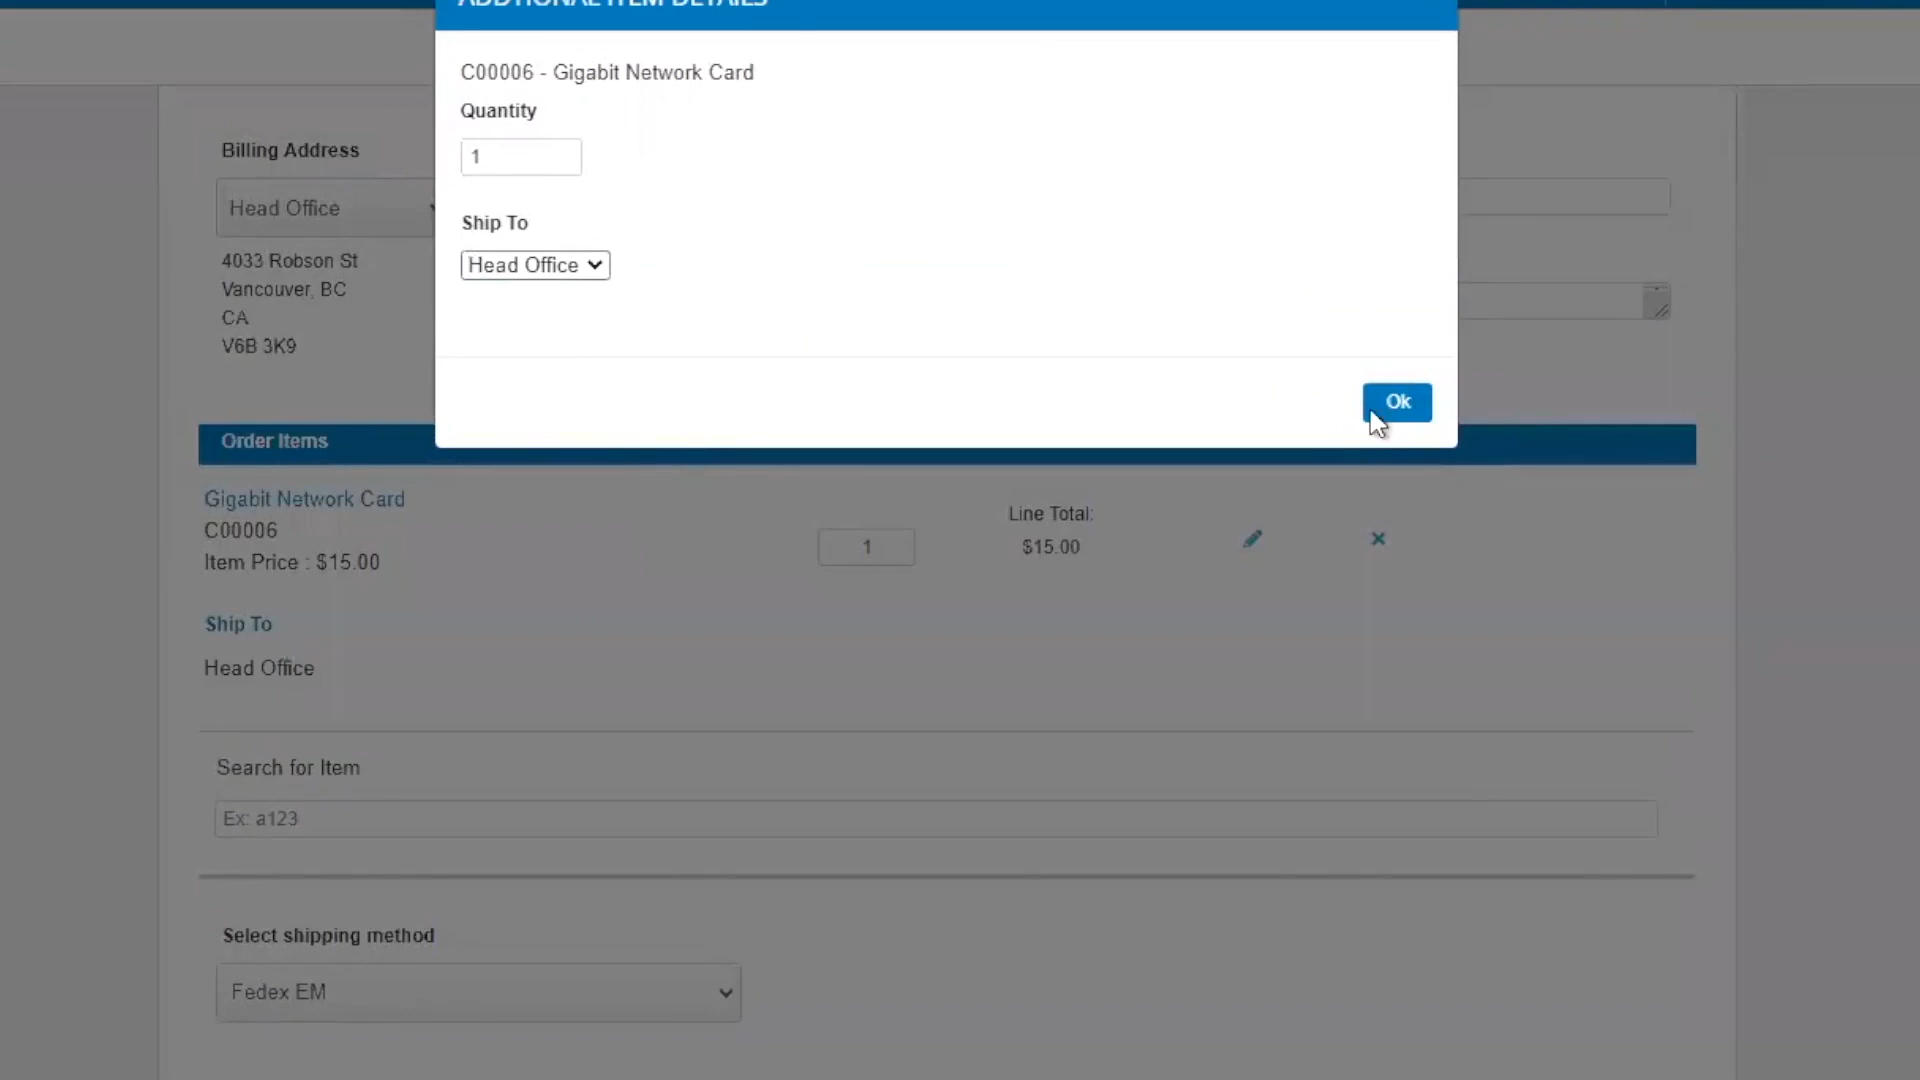 ADDTIONAL ITEM DETAILS
C00006 - Gigabit Network Card
Quantity
1
Ship To
Head Office
Ok
Billing Address
Head Office
4033 Robson St
Vancouver, BC
CA
V6B 3K9
Order Items
Gigabit Network Card
C00006
Item Price : $15.00
1
Line Total:
$15.00
Ship To
Head Office
Search for Item
Ex: a123
Select shipping method
Fedex EM